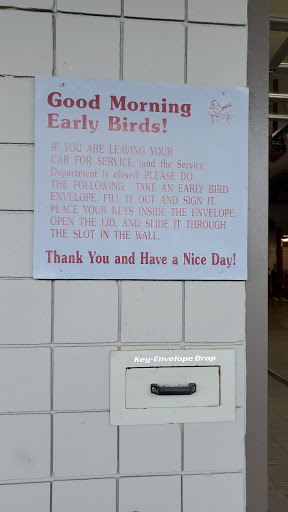 Good Morning
Early Birds!
IF YOU ARE LEAVING YOUR
CAR FOR SERVICE, (and the Service
Department is closed) PLEASE DO
THE FOLLOWING: TAKE AN EARLY BIRD
ENVELOPE, FILL IT OUT AND SIGN IT.
PLACE YOUR KEYS INSIDE THE ENVELOPE,
OPEN THE LID, AND SLIDE IT THROUGH
THE SLOT IN THE WALL.
Thank You and Have a Nice Day!
Key-Envelope Drop